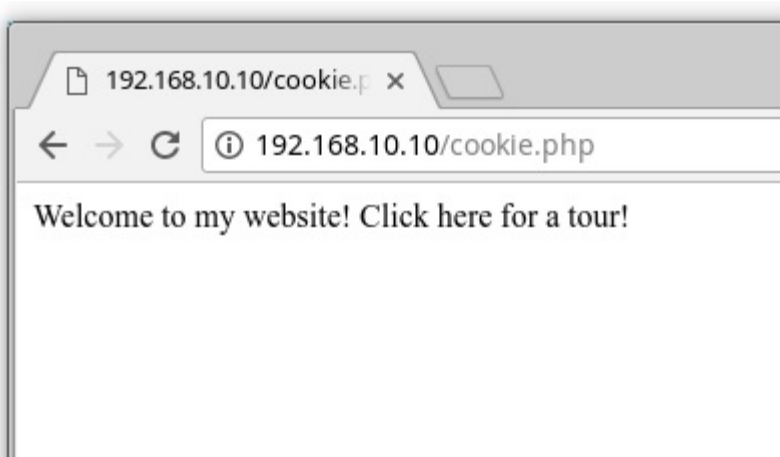 192.168.10.10/cookie.p
192.168.10.10/cookie.php
Welcome to my website! Click here for a tour!